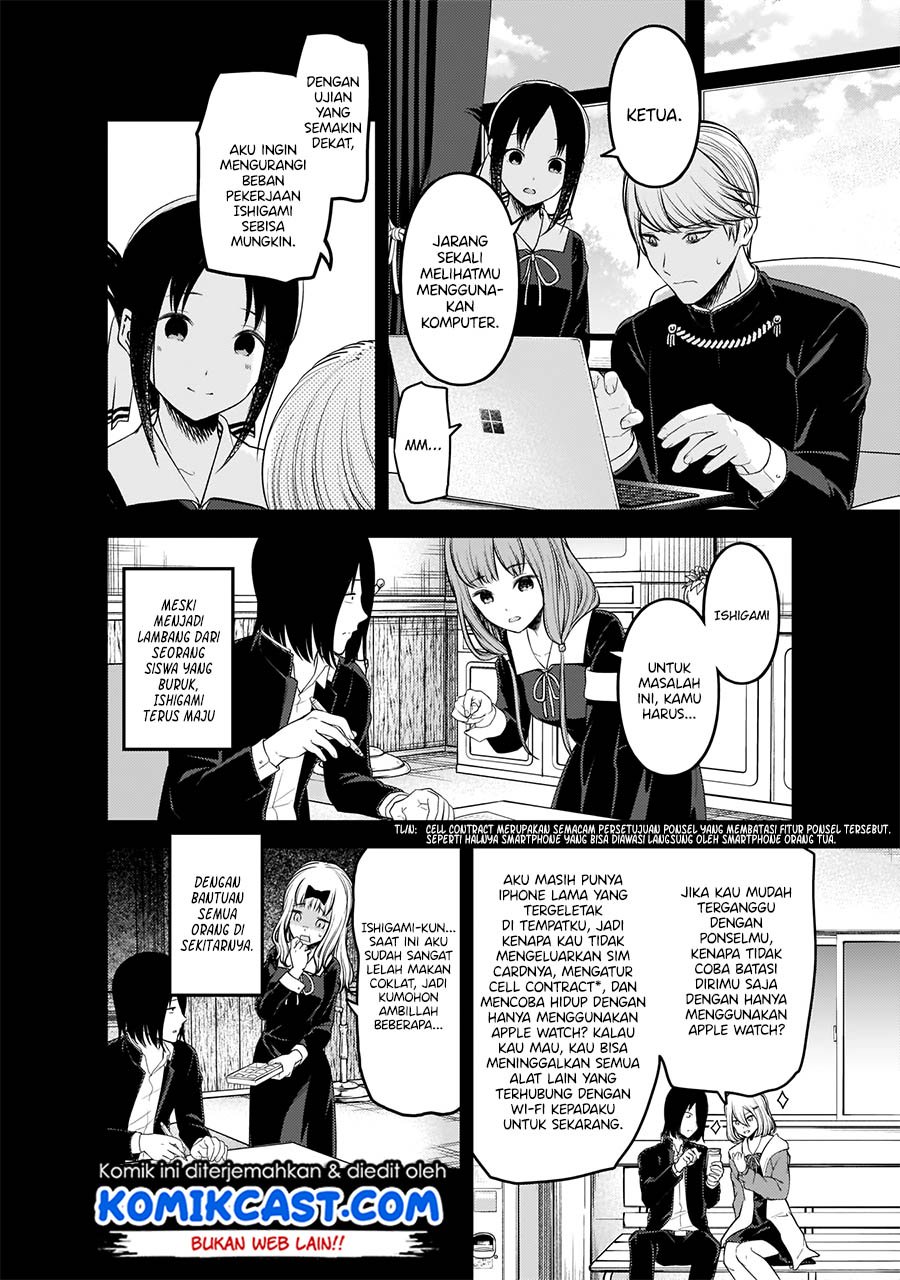 KETUA.
JARANG
SEKALI
MELIHATMU
MENGGUNA-
KAN
KOMPUTER.
MM...
DENGAN
UJIAN
YANG
SEMAKIN
DEKAT,
AKU INGIN
MENGURANGI
BEBAN
PEKERJAAN
ISHIGAMI
SEBISA
MUNGKIN.
ISHIGAMI
UNTUK
MASALAH
INI, KAMU
HARUS...
MESKI
MENJADI
LAMBANG DARI
SEORANG
SISWA YANG
BURUK,
ISHIGAMI
TERUS MAJU
TL/N: CELL CONTRACT MERUPAKAN SEMACAM PERSETUJUAN PONSEL YANG MEMBATASI FITUR PONSEL TERSEBUT.
SEPERTI HALNYA SMARTPHONE YANG BISA DIAWASI LANGSUNG OLEH SMARTPHONE ORANG TUA.
JIKA KAU MUDAH
TERGANGGU
DENGAN
PONSELMU,
KENAPA TIDAK
COBA BATASI
DIRIMU SAJA
DENGAN HANYA
MENGGUNAKAN
APPLE WATCH?
AKU MASIH PUNYA
IPHONE LAMA YANG
TERGELETAK
DI TEMPATKU, JADI
KENAPA KAU TIDAK
MENGELUARKAN SIM
CARDNYA, MENGATUR
CELL CONTRACT*, DAN
MENCOBA HIDUP DENGAN
HANYA MENGGUNAKAN
APPLE WATCH? KALAU
KAU MAU, KAU BISA
MENINGGALKAN SEMUA
ALAT LAIN YANG
TERHUBUNG DENGAN
WI-FI KEPADAKU
UNTUK SEKARANG.
DENGAN
BANTUAN
SEMUA
ORANG DI
SEKITARNYA.
ISHIGAMI-KUN...
SAAT INI AKU
SUDAH SANGAT
LELAH MAKAN
COKLAT, JADI
KUMOHON
AMBILLAH
BEBERAPA...
Komik ini diterjemahkan & diedit oleh
KOMIKCAST.COM
BUKAN WEB LAIN!!